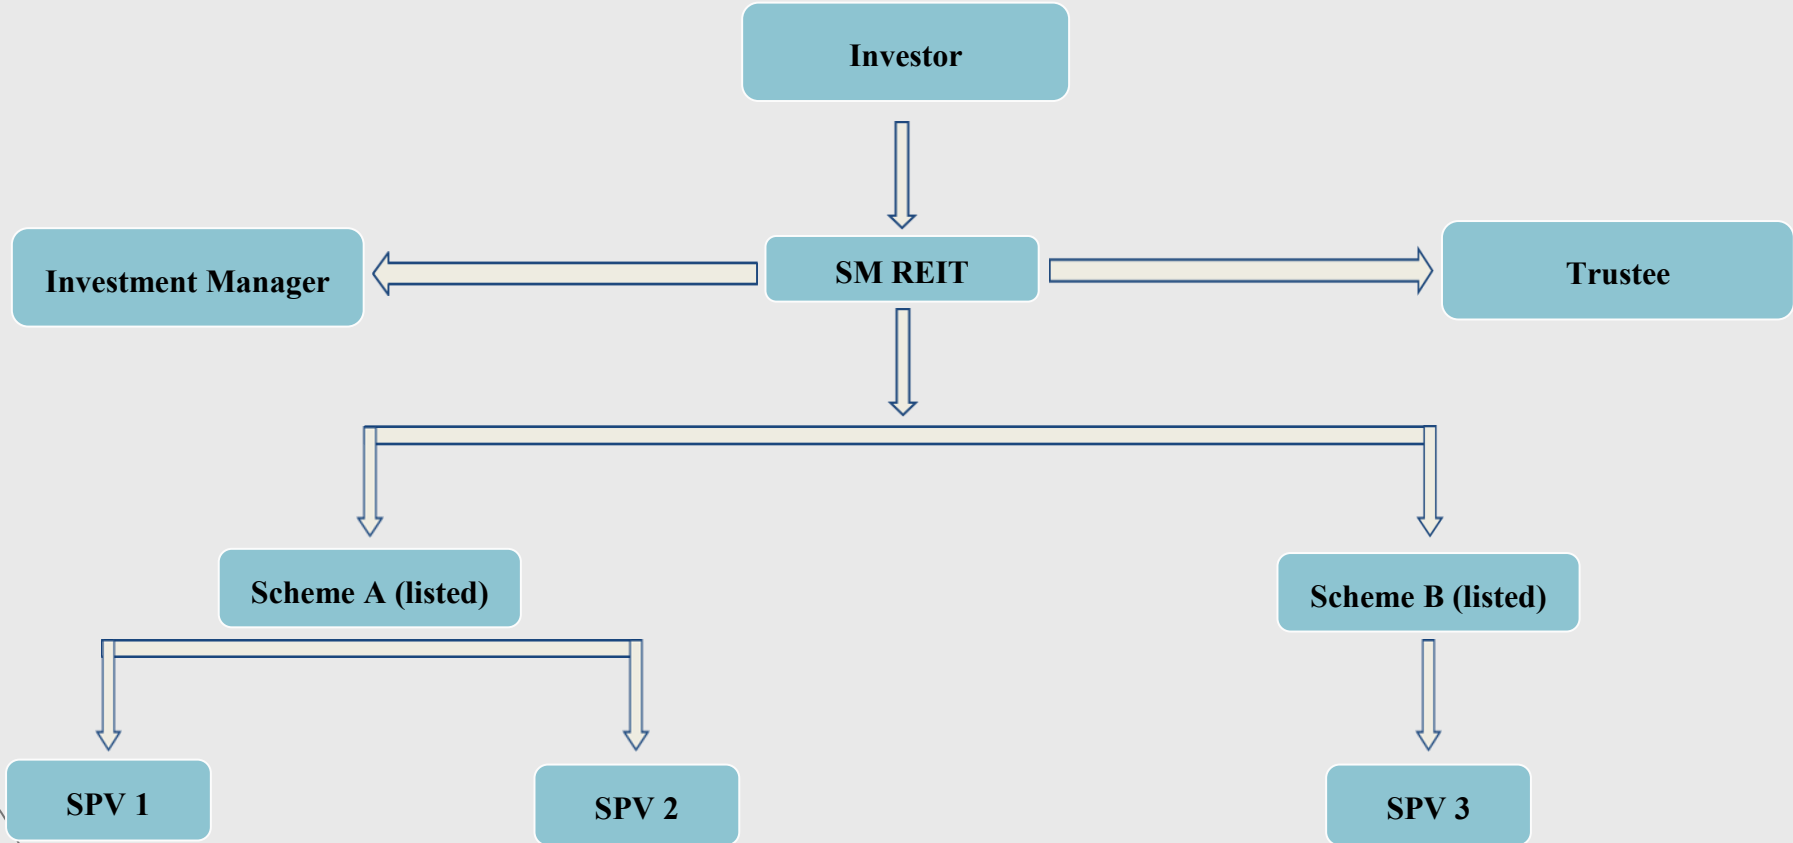 Investor
Investment Manager
SM REIT
Trustee
Scheme A (listed)
Scheme B (listed)
SPV 1
SPV 2
SPV 3